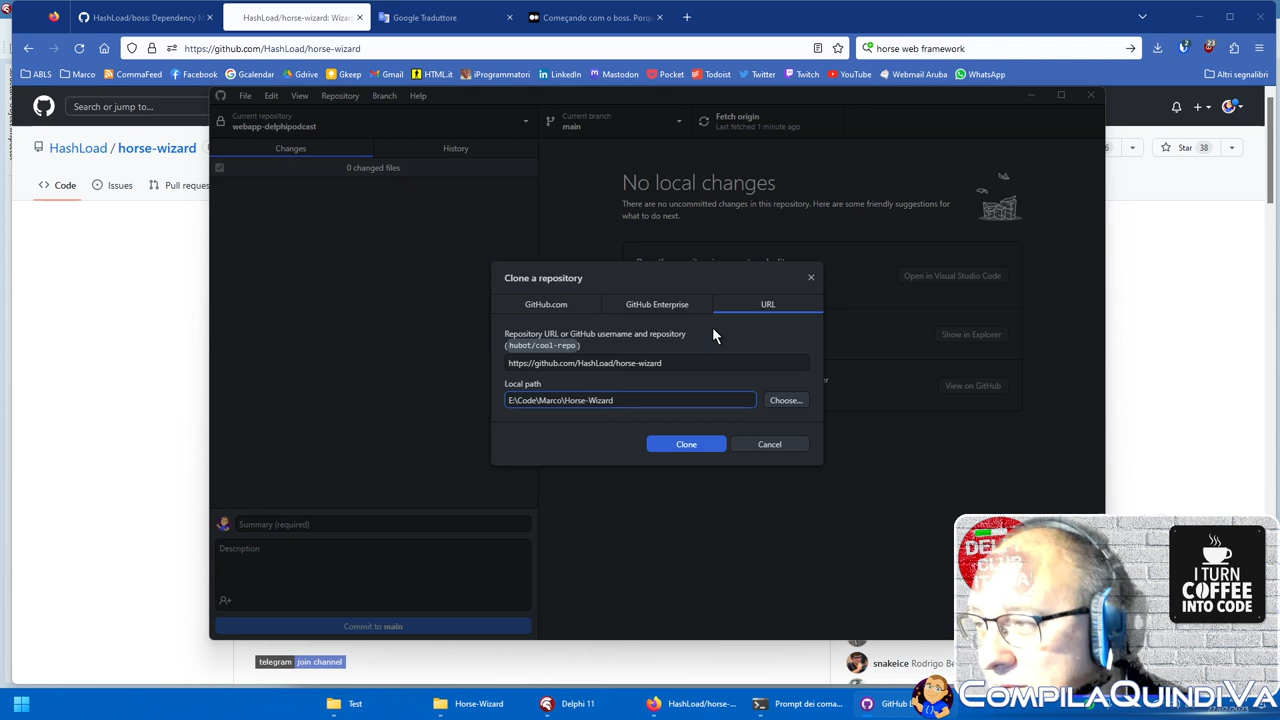 HashLoad/boss: Dependency M
HashLoad/horse-wizard: Wizar
Google Traduttore
Começando com o boss. Porqu
https://github.com/HashLoad/horse-wizard
horse web framework
ABLS
Marco
CommaFeed
Facebook
Gcalendar
Gdrive
Gkeep
Gmail
HTML.it
iProgrammatori
LinkedIn
Mastodon
Pocket
Todoist
Twitter
Twitch
YouTube
Webmail Aruba
WhatsApp
Altri segnalibri
Search or jump to...
File
Edit
View
Repository
Branch
Help
Current repository
webapp-delphipodcast
Current branch
main
Fetch origin
Last fetched 1 minute ago
HashLoad / horse-wizard
Star 38
Code
Issues
Pull reques
Changes
History
0 changed files
No local changes
There are no uncommitted changes in this repository. Here are some friendly suggestions for
what to do next.
Open in Visual Studio Code
Show in Explorer
View on GitHub
Clone a repository
GitHub.com
GitHub Enterprise
URL
Repository URL or GitHub username and repository
(hubot/cool-repo)
https://github.com/HashLoad/horse-wizard
Local path
E:\Code\Marco\Horse-Wizard
Choose...
Clone
Cancel
Summary (required)
Description
Commit to main
telegram join channel
snakeice Rodrigo Be
I TURN
COFFEE
INTO CODE
COMPILAQUINDIVA
Test
Horse-Wizard
Delphi 11
HashLoad/horse-...
Prompt dei coma...